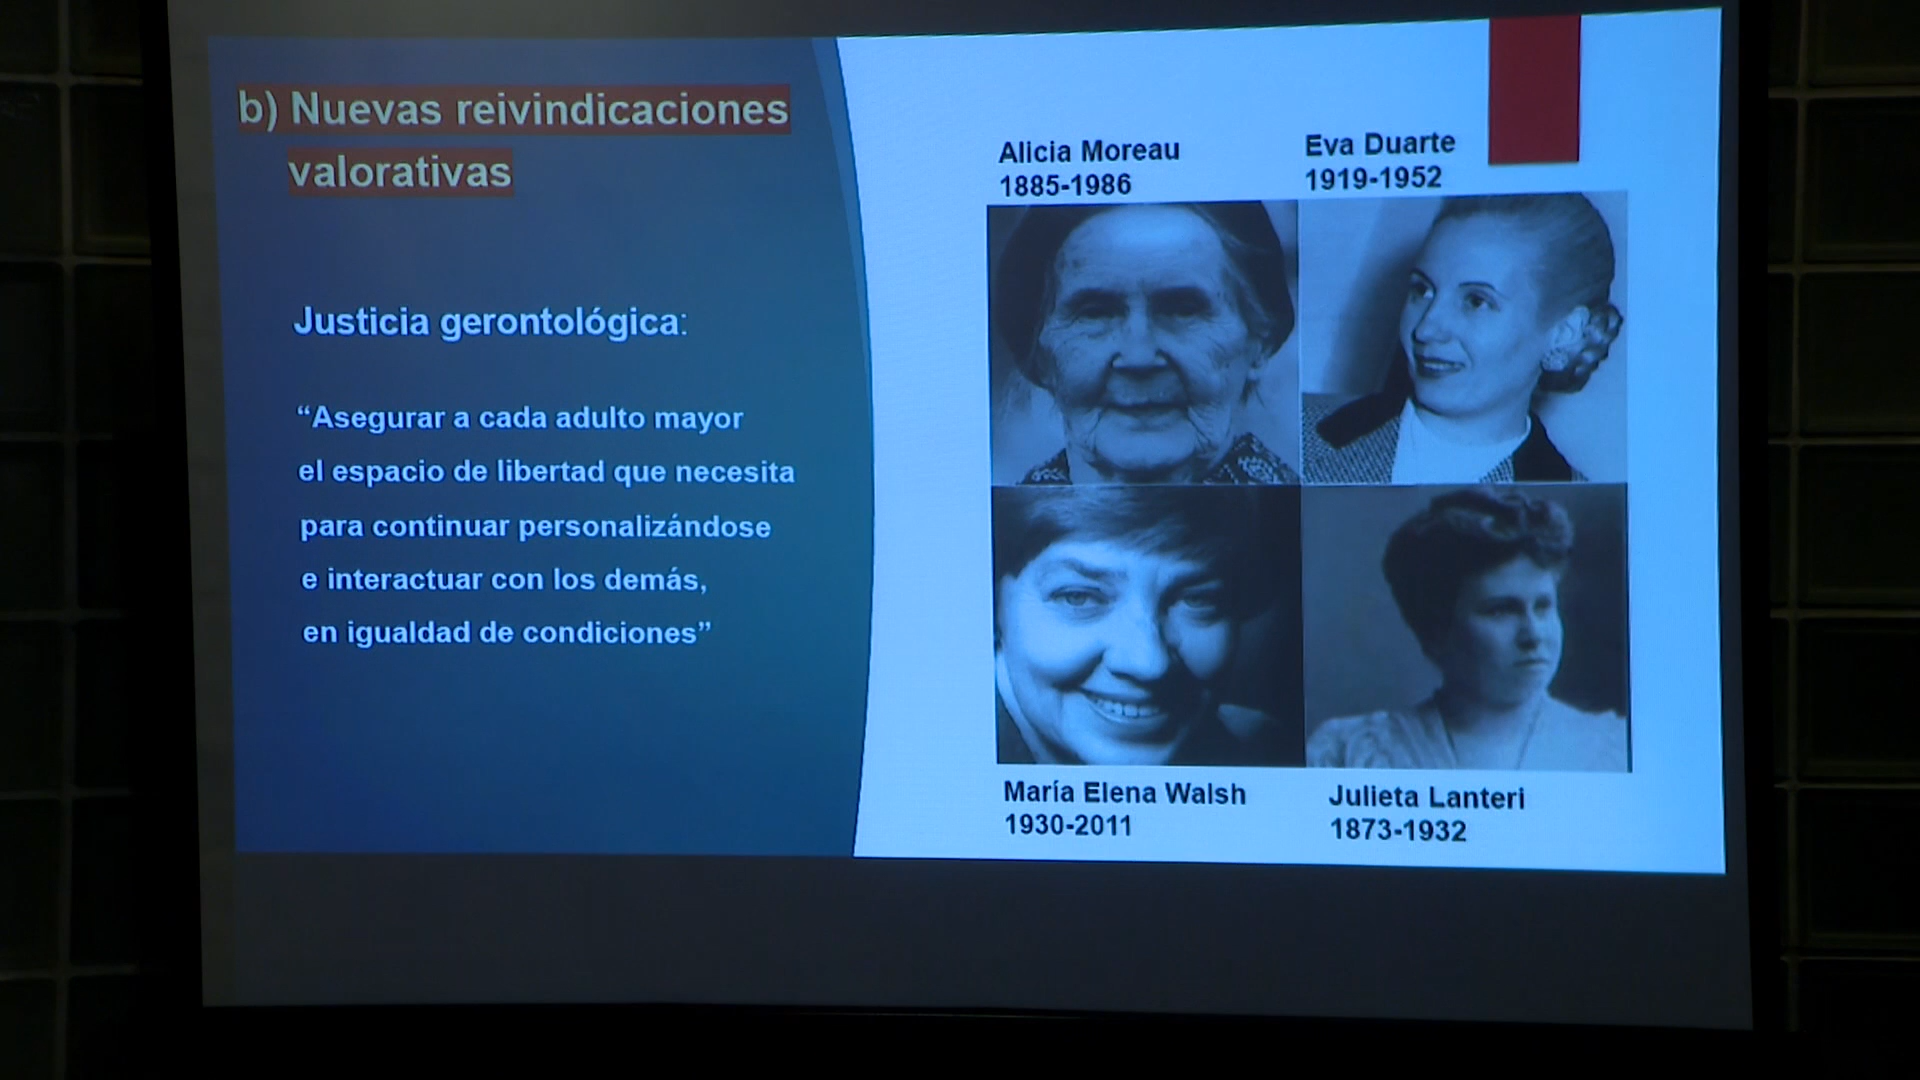 b) Nuevas reivindicaciones
valorativas
Justicia gerontológica:
“Asegurar a cada adulto mayor
el espacio de libertad que necesita
para continuar personalizándose
e interactuar con los demás,
en igualdad de condiciones”
Alicia Moreau
1885-1986
Eva Duarte
1919-1952
María Elena Walsh
1930-2011
Julieta Lanteri
1873-1932